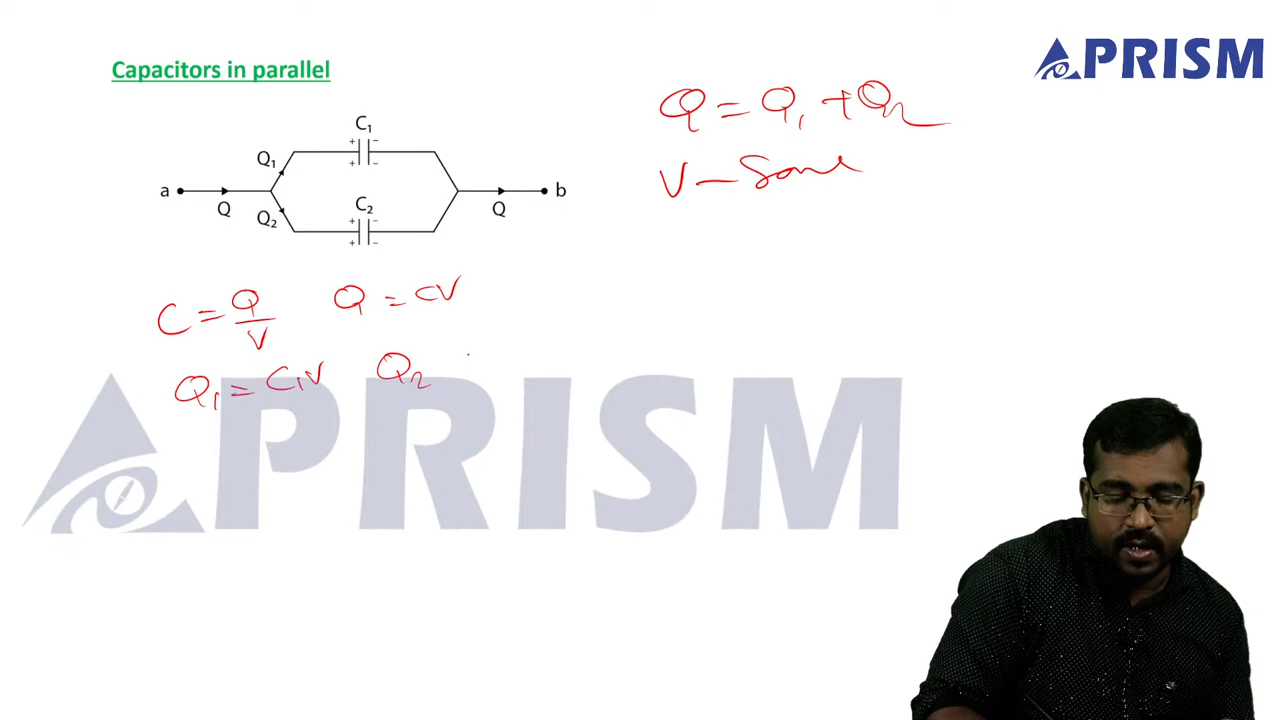 Capacitors in parallel
PRISM
Q = Q₁ + Q₂
V – Same
C₁
Q₁
+ –
+ –
a
Q
Q
b
Q₂
C₂
+ –
+ –
C = Q/V Q = CV
Q₁ = C₁V Q₂
PRISM